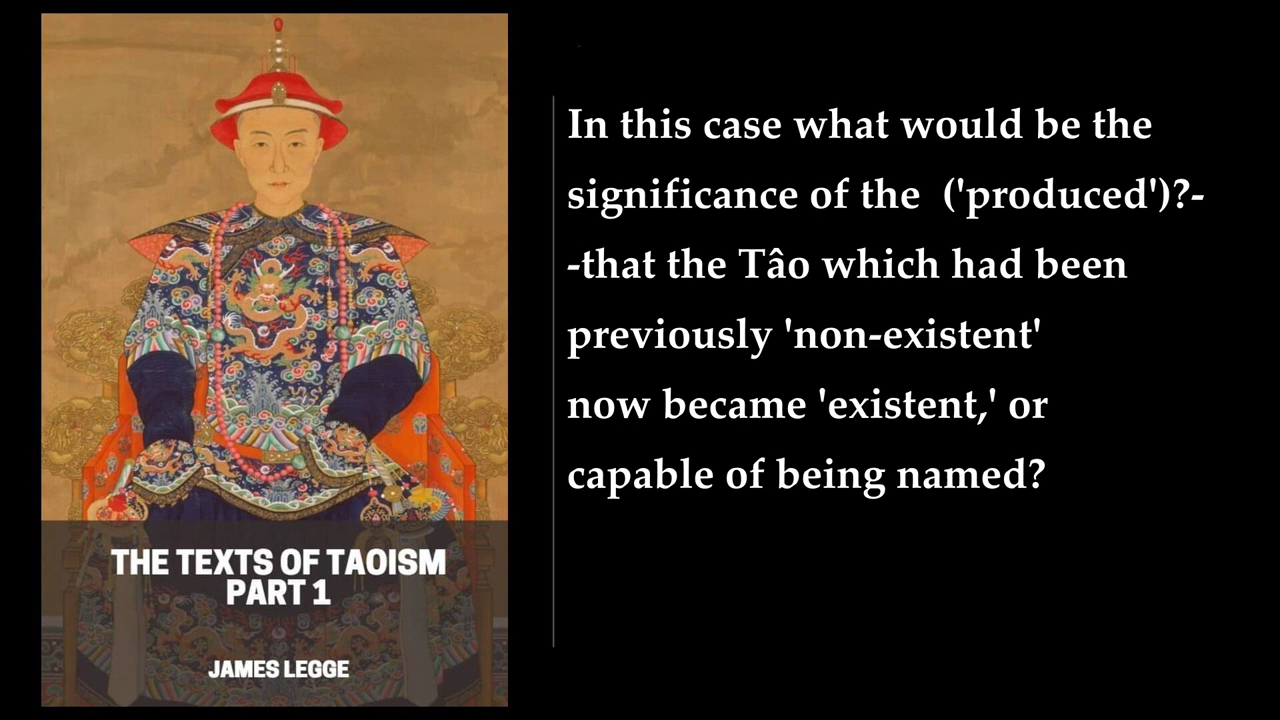 In this case what would be the
significance of the ('produced')?-
-that the Tâo which had been
previously 'non-existent'
now became 'existent,' or
capable of being named?
THE TEXTS OF TAOISM
PART 1
JAMES LEGGE